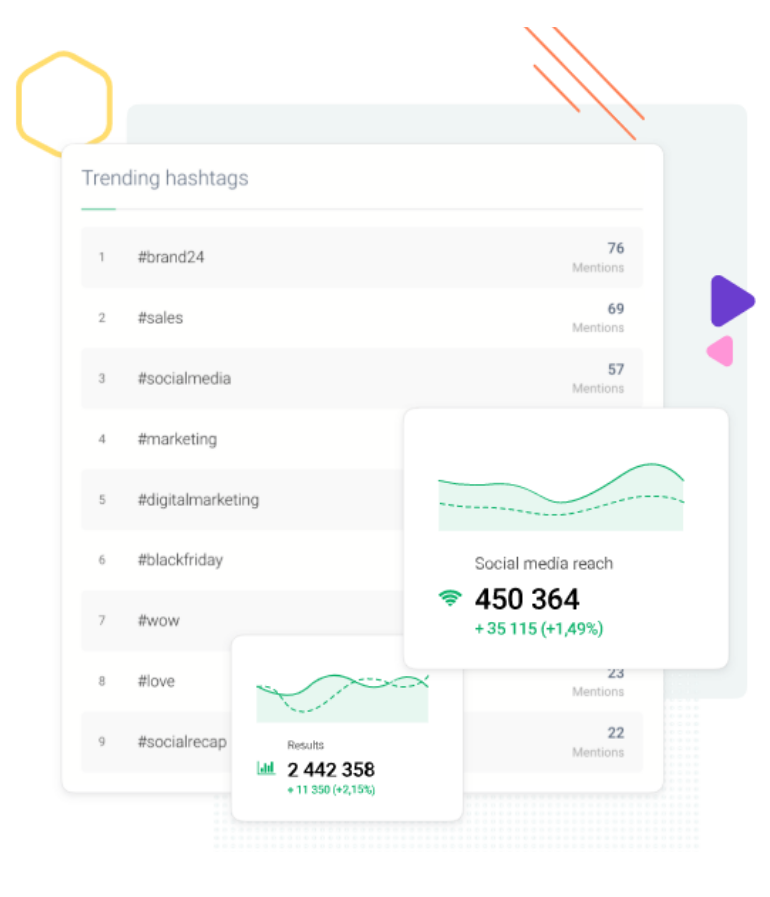 Trending hashtags
1 #brand24 76
Mentions
2 #sales 69
Mentions
3 #socialmedia 57
Mentions
4 #marketing
5 #digitalmarketing
6 #blackfriday
7 #wow
8 #love 23
Mentions
9 #socialrecap 22
Mentions
Social media reach
450 364
+ 35 115 (+1,49%)
Results
2 442 358
+ 11 350 (+2,15%)